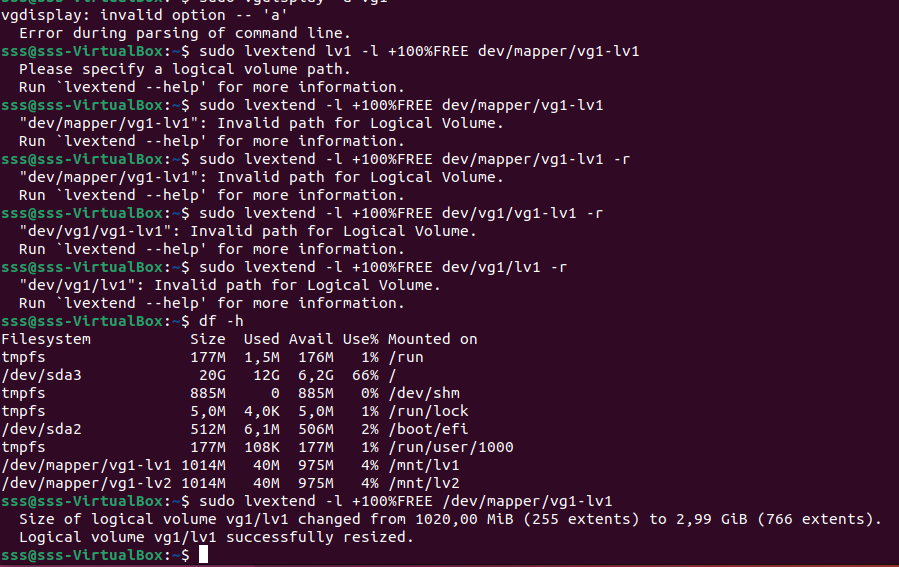 vgdisplay: invalid option -- 'a'
  Error during parsing of command line.
sss@sss-VirtualBox:~$ sudo lvextend lv1 -l +100%FREE dev/mapper/vg1-lv1
  Please specify a logical volume path.
  Run `lvextend --help' for more information.
sss@sss-VirtualBox:~$ sudo lvextend -l +100%FREE dev/mapper/vg1-lv1
  "dev/mapper/vg1-lv1": Invalid path for Logical Volume.
  Run `lvextend --help' for more information.
sss@sss-VirtualBox:~$ sudo lvextend -l +100%FREE dev/mapper/vg1-lv1 -r
  "dev/mapper/vg1-lv1": Invalid path for Logical Volume.
  Run `lvextend --help' for more information.
sss@sss-VirtualBox:~$ sudo lvextend -l +100%FREE dev/vg1/vg1-lv1 -r
  "dev/vg1/vg1-lv1": Invalid path for Logical Volume.
  Run `lvextend --help' for more information.
sss@sss-VirtualBox:~$ sudo lvextend -l +100%FREE dev/vg1/lv1 -r
  "dev/vg1/lv1": Invalid path for Logical Volume.
  Run `lvextend --help' for more information.
sss@sss-VirtualBox:~$ df -h
Filesystem           Size  Used Avail Use% Mounted on
tmpfs                177M  1,5M  176M   1% /run
/dev/sda3             20G   12G  6,2G  66% /
tmpfs                885M     0  885M   0% /dev/shm
tmpfs                5,0M  4,0K  5,0M   1% /run/lock
/dev/sda2            512M  6,1M  506M   2% /boot/efi
tmpfs                177M  108K  177M   1% /run/user/1000
/dev/mapper/vg1-lv1 1014M   40M  975M   4% /mnt/lv1
/dev/mapper/vg1-lv2 1014M   40M  975M   4% /mnt/lv2
sss@sss-VirtualBox:~$ sudo lvextend -l +100%FREE /dev/mapper/vg1-lv1
  Size of logical volume vg1/lv1 changed from 1020,00 MiB (255 extents) to 2,99 GiB (766 extents).
  Logical volume vg1/lv1 successfully resized.
sss@sss-VirtualBox:~$